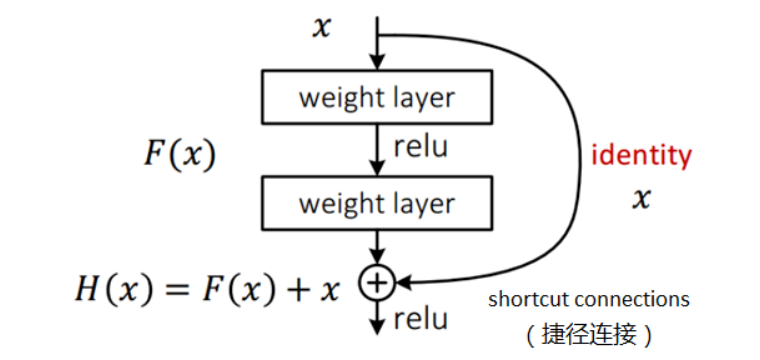 x
weight layer
relu
F(x)
identity
x
weight layer
H(x) = F(x) + x
+
relu
shortcut connections
（捷径连接）